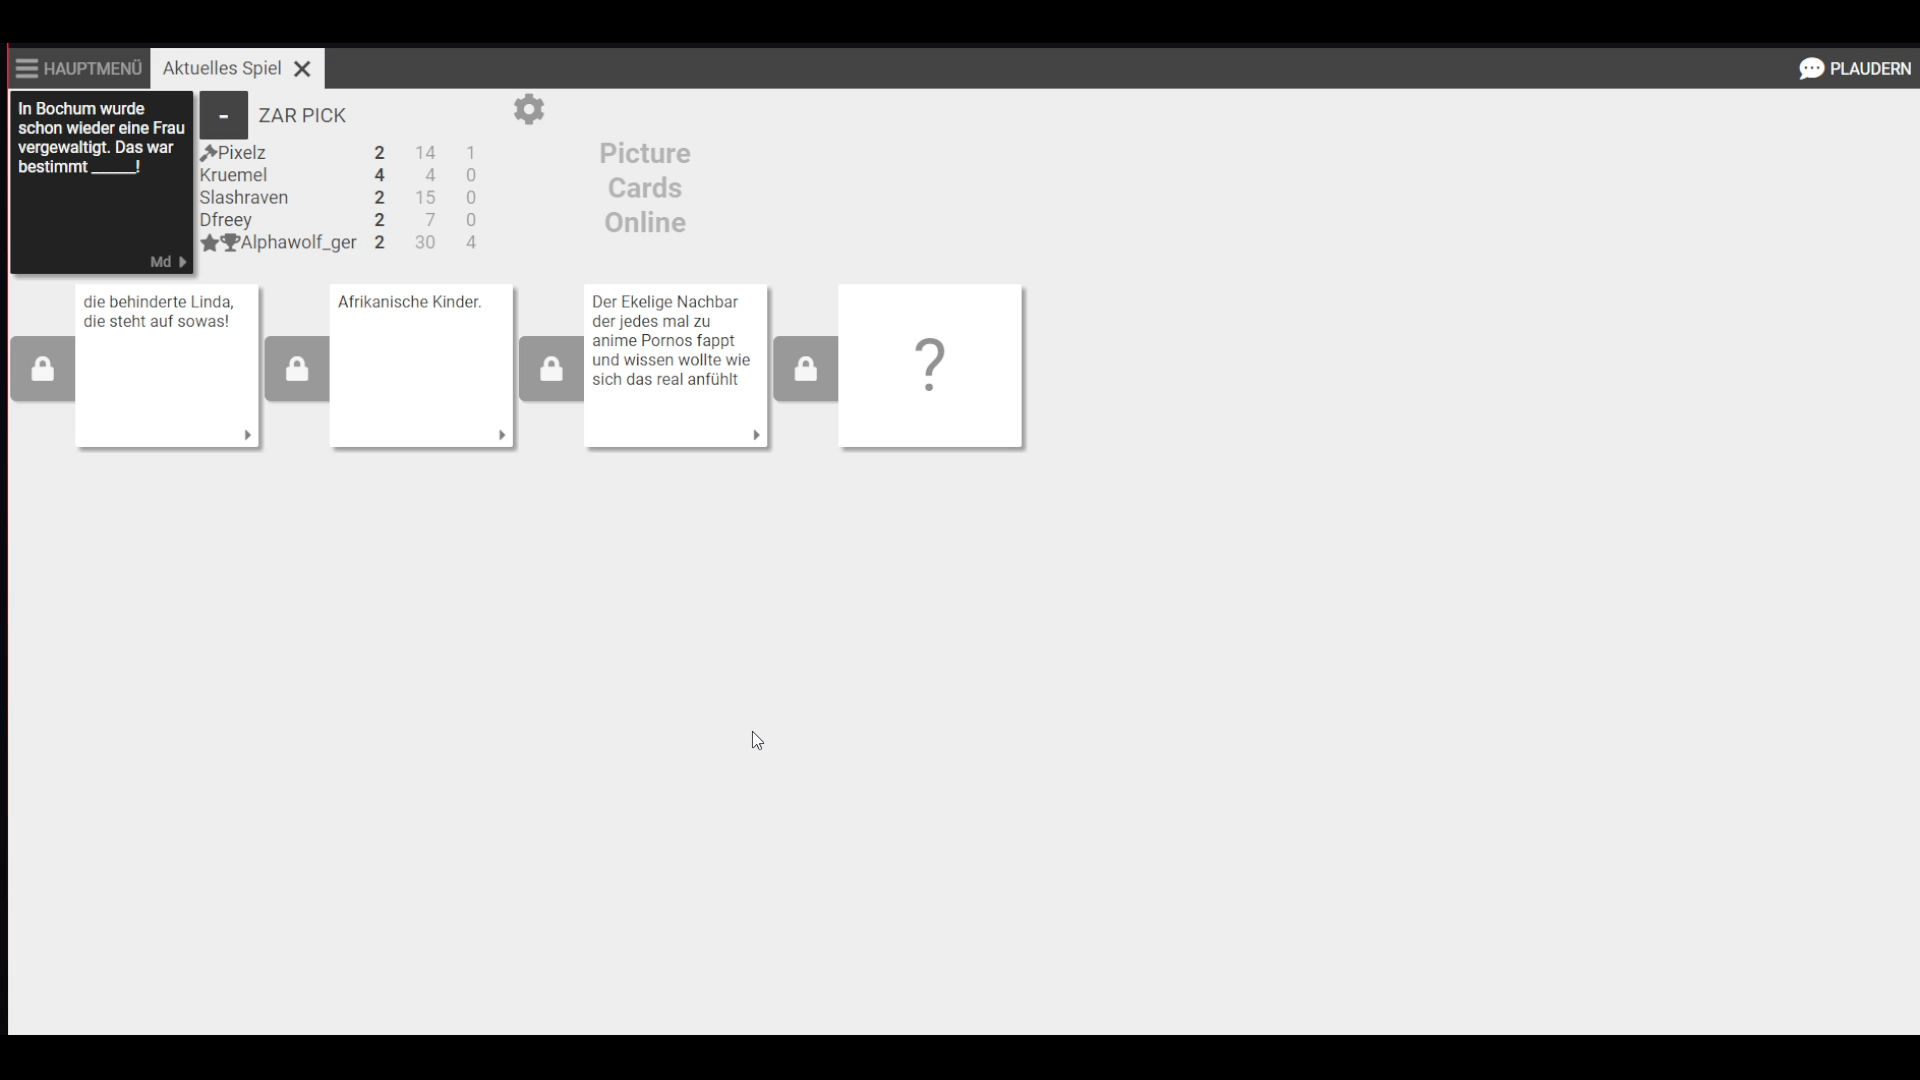 HAUPTMENÜ
Aktuelles Spiel
PLAUDERN
In Bochum wurde
schon wieder eine Frau
vergewaltigt. Das war
bestimmt _____!
Md
-
ZAR PICK
Pixelz 2 14 1
Kruemel 4 4 0
Slashraven 2 15 0
Dfreey 2 7 0
Alphawolf_ger 2 30 4
Picture
Cards
Online
die behinderte Linda,
die steht auf sowas!
Afrikanische Kinder.
Der Ekelige Nachbar
der jedes mal zu
anime Pornos fappt
und wissen wollte wie
sich das real anfühlt
?